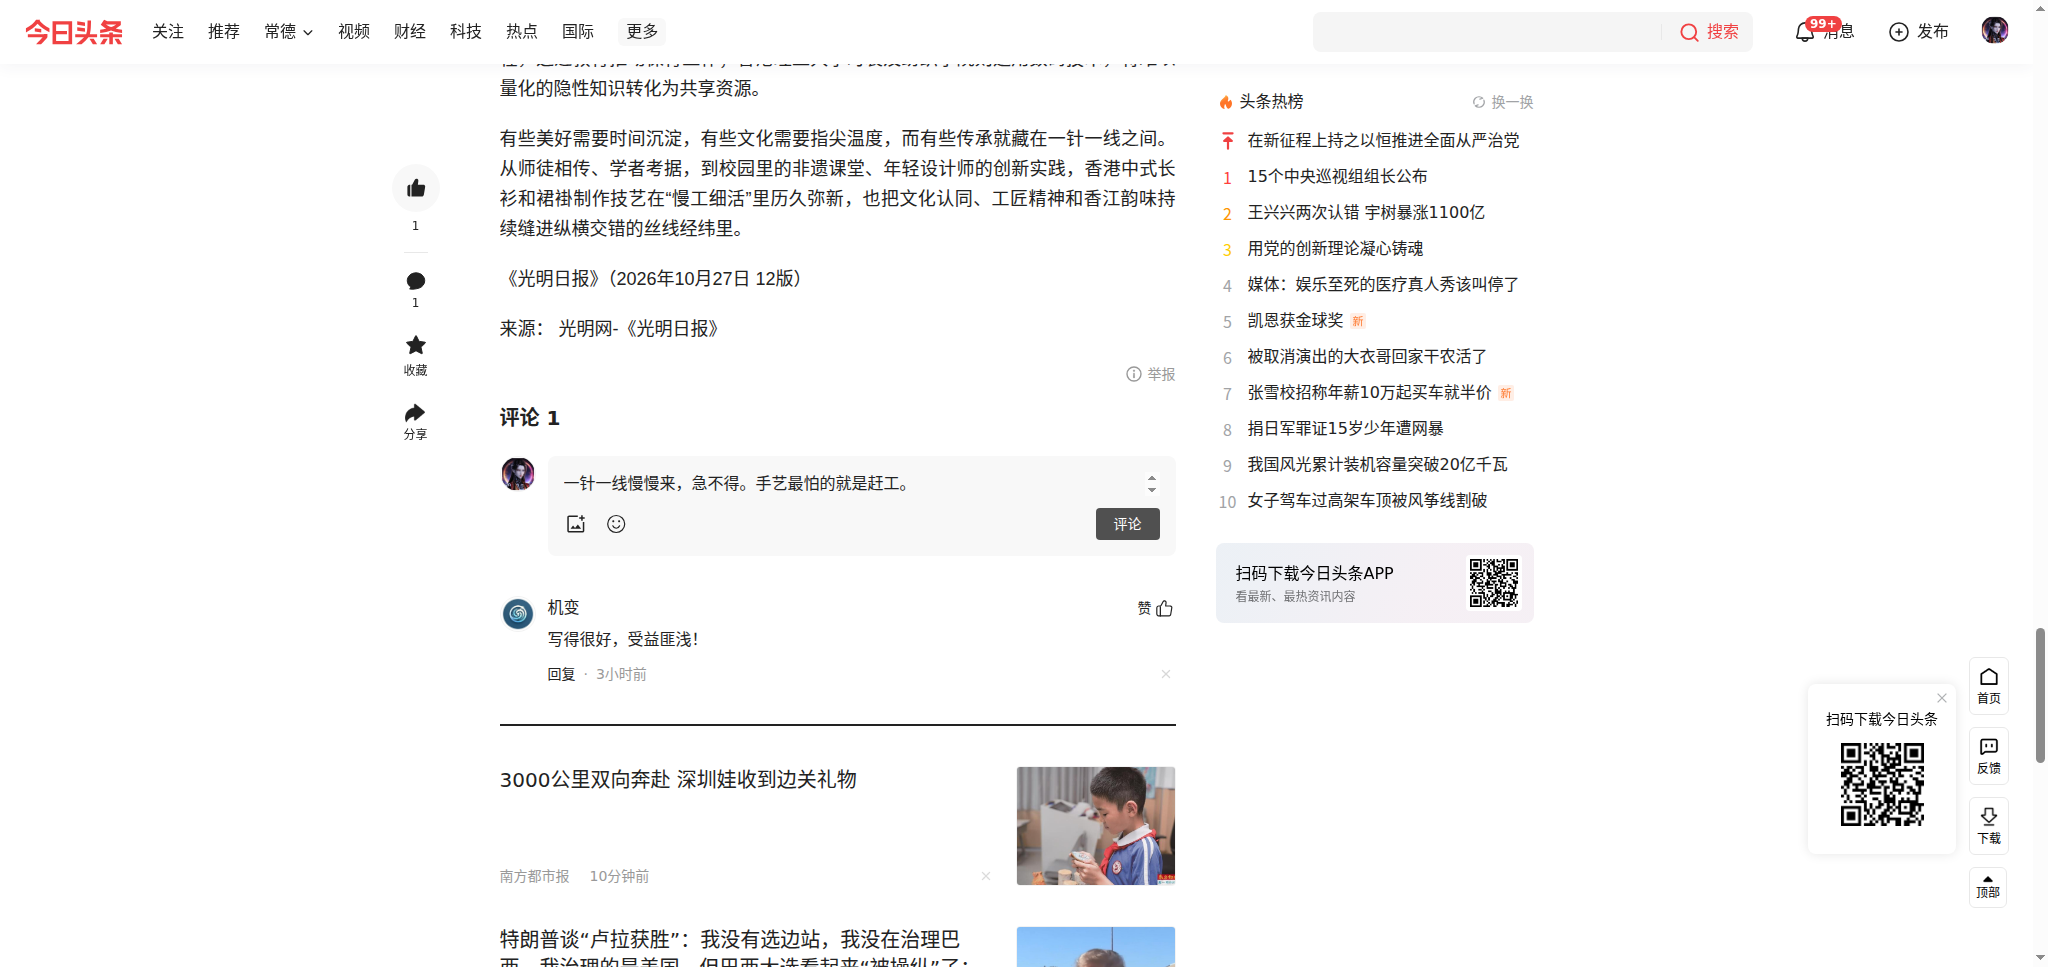 今日头条
关注 推荐 常德 视频 财经 科技 热点 国际 更多
搜索
99+
消息
发布
量化的隐性知识转化为共享资源。
有些美好需要时间沉淀，有些文化需要指尖温度，而有些传承就藏在一针一线之间。
从师徒相传、学者考据，到校园里的非遗课堂、年轻设计师的创新实践，香港中式长
衫和裙褂制作技艺在“慢工细活”里历久弥新，也把文化认同、工匠精神和香江韵味持
续缝进纵横交错的丝线经纬里。
《光明日报》（2026年10月27日 12版）
来源： 光明网-《光明日报》
举报
1
1
收藏
分享
评论 1
一针一线慢慢来，急不得。手艺最怕的就是赶工。
评论
机变
赞
写得很好，受益匪浅！
回复 · 3小时前
3000公里双向奔赴 深圳娃收到边关礼物
南方都市报 10分钟前
特朗普谈“卢拉获胜”：我没有选边站，我没在治理巴
西，我治理的是美国，但巴西大选看起来“被操纵”了；
头条热榜
换一换
在新征程上持之以恒推进全面从严治党
1 15个中央巡视组组长公布
2 王兴兴两次认错 宇树暴涨1100亿
3 用党的创新理论凝心铸魂
4 媒体：娱乐至死的医疗真人秀该叫停了
5 凯恩获金球奖 新
6 被取消演出的大衣哥回家干农活了
7 张雪校招称年薪10万起买车就半价 新
8 捐日军罪证15岁少年遭网暴
9 我国风光累计装机容量突破20亿千瓦
10 女子驾车过高架车顶被风筝线割破
扫码下载今日头条APP
看最新、最热资讯内容
扫码下载今日头条
首页
反馈
下载
顶部